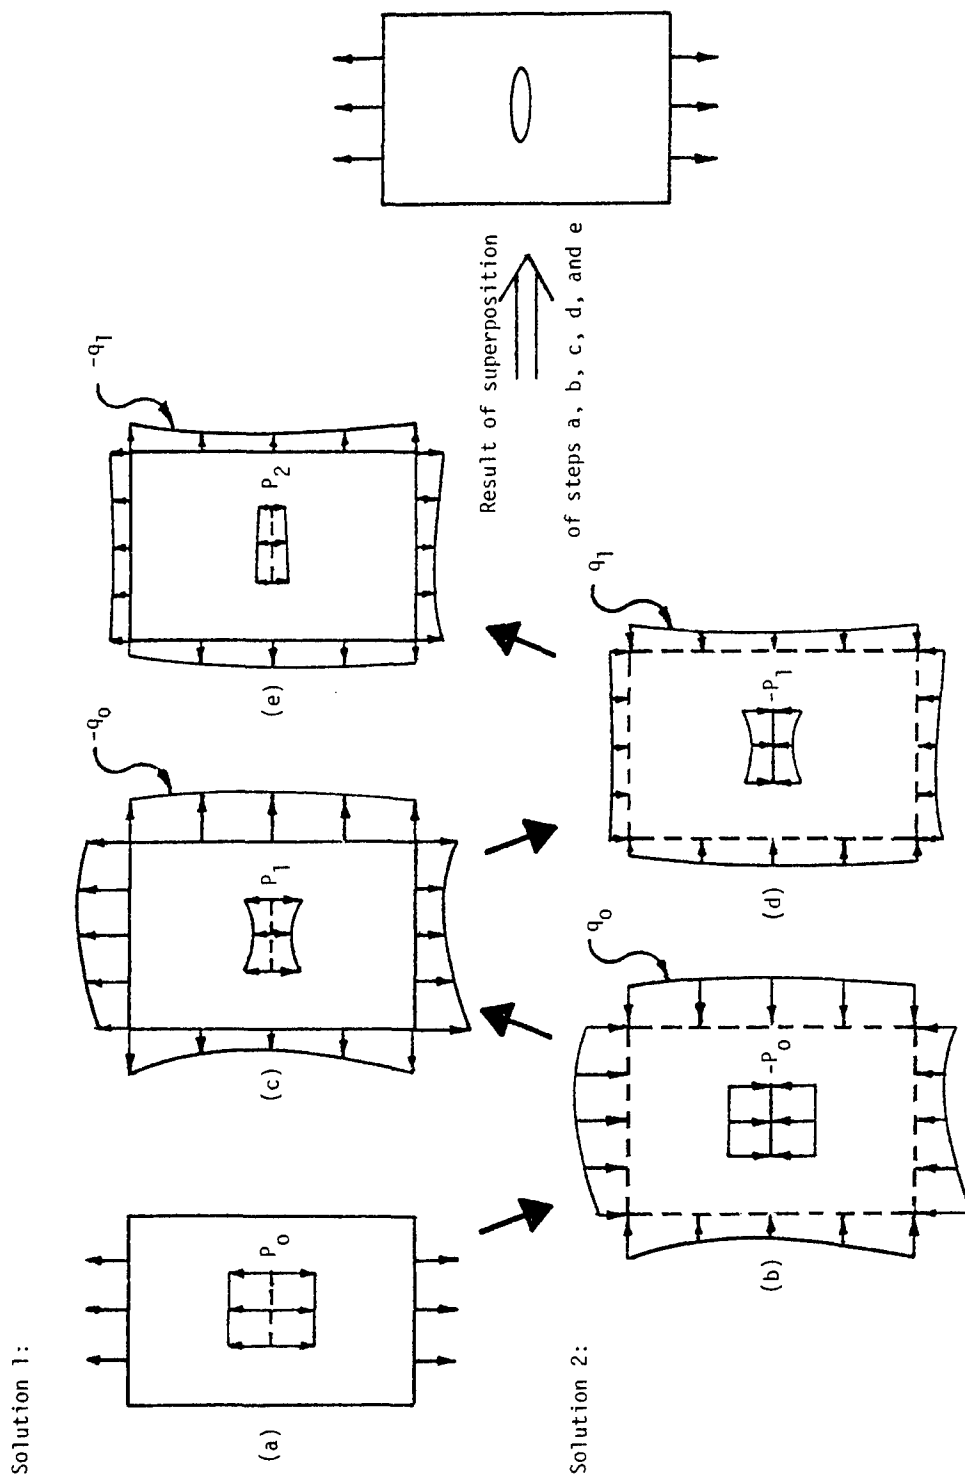 Solution 1:
(a)
P₀
(c)
P₁
-q₀
(e)
P₂
-q₁
Solution 2:
(b)
-P₀
q₀
(d)
-P₁
q₁
Result of superposition
of steps a, b, c, d, and e